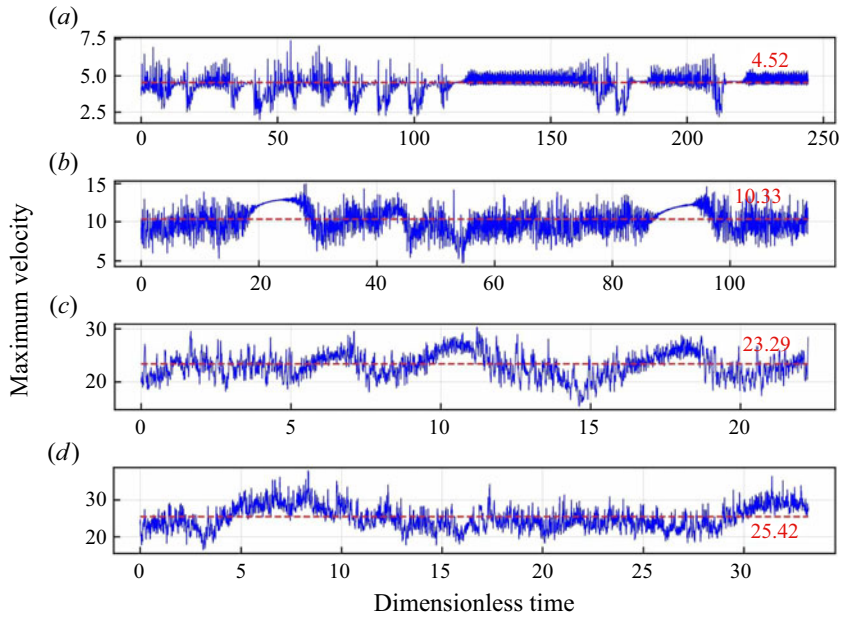 (a)
7.5
5.0
2.5
4.52
0 50 100 150 200 250
(b)
15
10
5
10.33
0 20 40 60 80 100
Maximum velocity
(c)
30
20
23.29
0 5 10 15 20
(d)
30
20
25.42
0 5 10 15 20 25 30
Dimensionless time